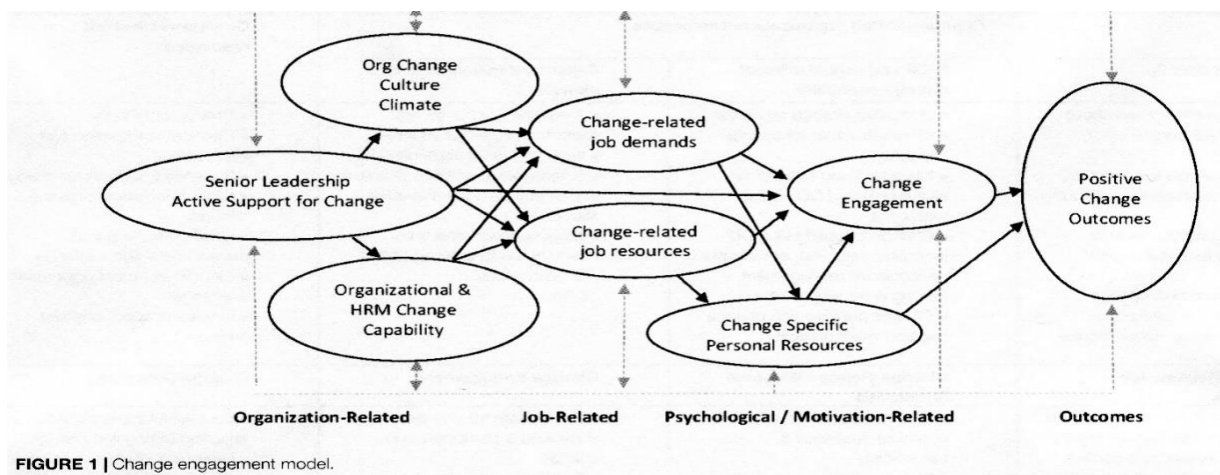 Org Change
Culture
Climate
Change-related
job demands
Senior Leadership
Active Support for Change
Change
Engagement
Positive
Change
Outcomes
Change-related
job resources
Organizational &
HRM Change
Capability
Change Specific
Personal Resources
Organization-Related
Job-Related
Psychological / Motivation-Related
Outcomes
FIGURE 1 | Change engagement model.